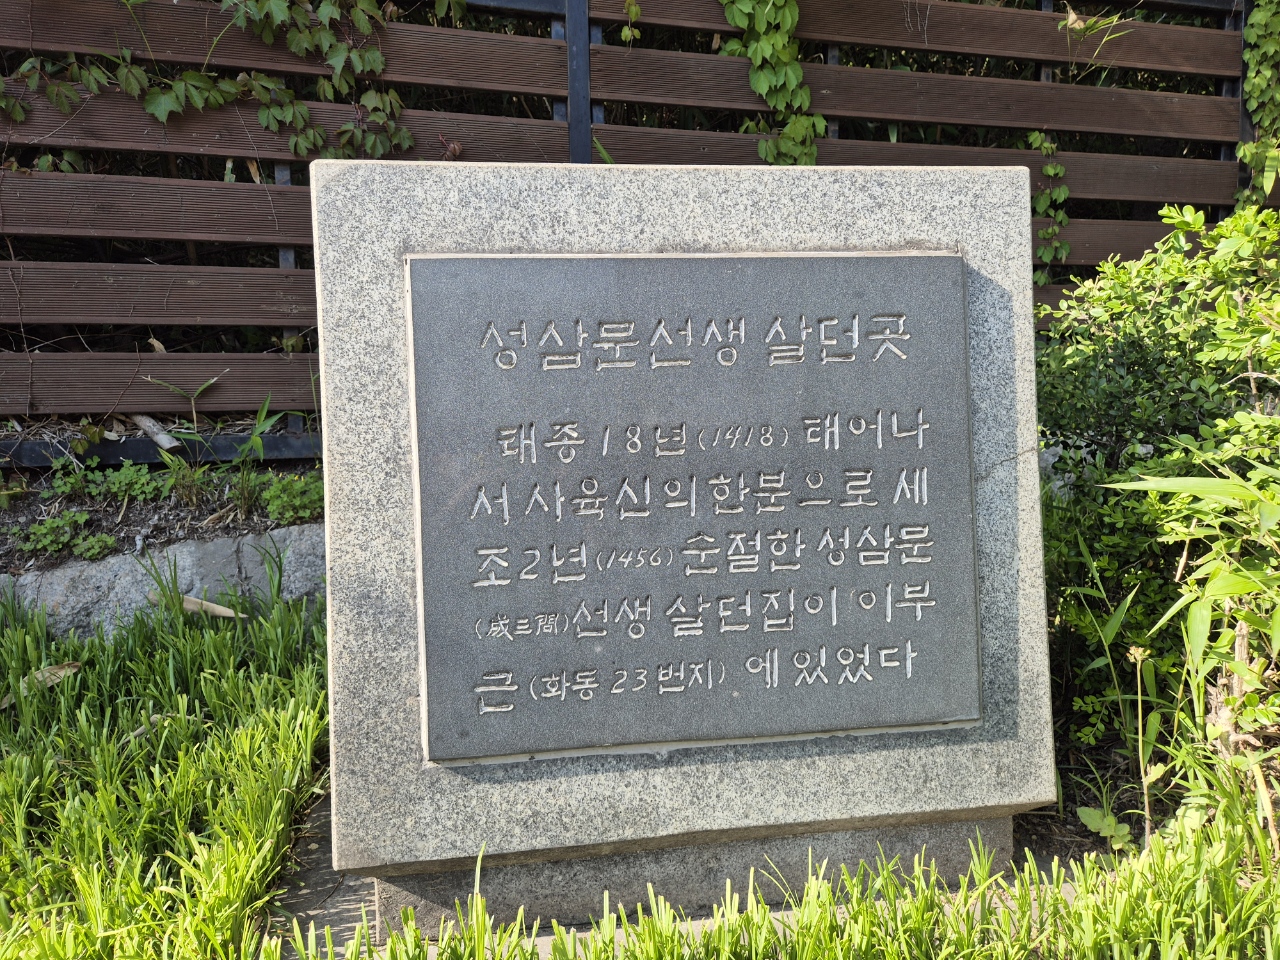 성삼문선생 살던곳
태종 18년(1418) 태어나
서 사육신의 한분으로 세
조2년(1456) 순절한 성삼문
(成三問)선생 살던집이 이부
근(화동 23번지)에 있었다